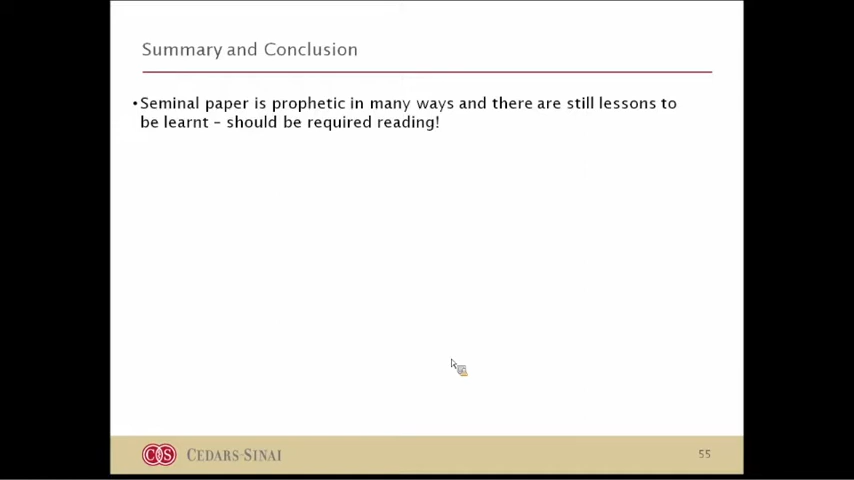 Summary and Conclusion
•Seminal paper is prophetic in many ways and there are still lessons to
be learnt – should be required reading!
CS CEDARS-SINAI
55